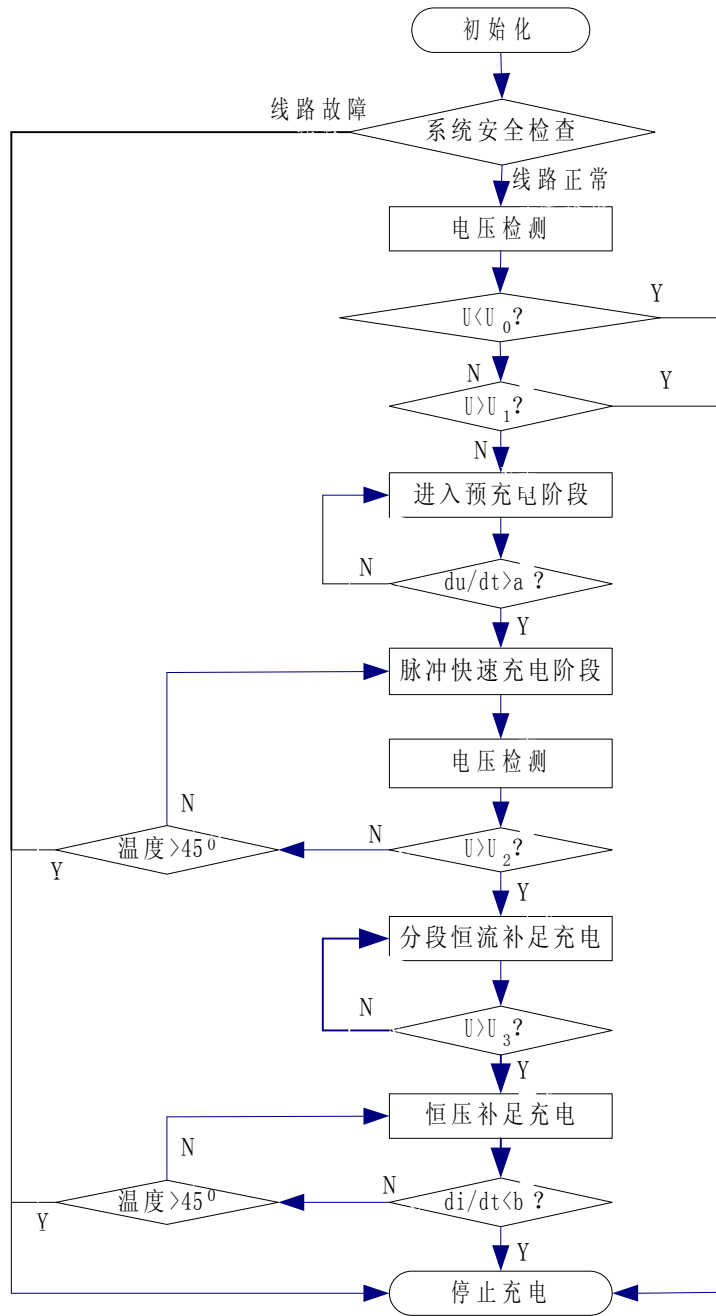 初始化
线路故障
系统安全检查
线路正常
电压检测
Y
U<U0?
N
Y
U>U1?
N
进入预充电阶段
N
du/dt>a ?
Y
脉冲快速充电阶段
电压检测
N
Y
温度>45⁰
N
U>U2?
Y
分段恒流补足充电
N
U>U3?
Y
恒压补足充电
N
Y
温度>45⁰
N
di/dt<b ?
Y
停止充电